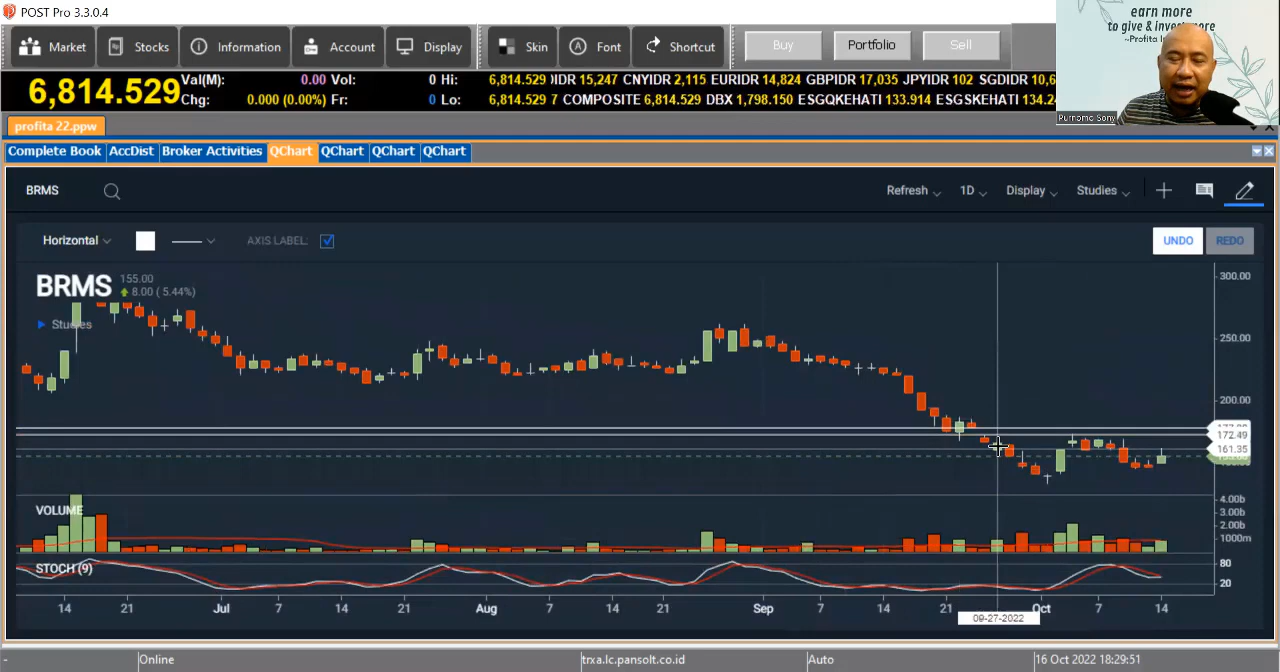 POST Pro 3.3.0.4
earn more
to give & invest more
~Profita
Market Stocks Information Account Display Skin Font Shortcut Buy Portfolio Sell
6,814.529 Val(M): 0.00 Vol: 0 Hi: 6,814.529 IDR 15,247 CNYIDR 2,115 EURIDR 14,824 GBPIDR 17,035 JPYIDR 102 SGDIDR 10,6
Chg: 0.000 (0.00%) Fr: 0 Lo: 6,814.529 7 COMPOSITE 6,814.529 DBX 1,798.150 ESGQKEHATI 133.914 ESGSKEHATI 134.24
Purnomo Sony
profita 22.ppw
Complete Book AccDist Broker Activities QChart QChart QChart QChart
BRMS Refresh 1D Display Studies
Horizontal AXIS LABEL: UNDO REDO
BRMS 155.00
8.00 ( 5.44%)
Studies
300.00
250.00
200.00
172.49
161.35
VOLUME
4.00b
3.00b
2.00b
1000m
STOCH (9)
80
20
14 21 Jul 7 14 21 Aug 7 14 21 Sep 7 14 21 Oct 7 14
09-27-2022
- Online trxa.lc.pansolt.co.id Auto 16 Oct 2022 18:29:51